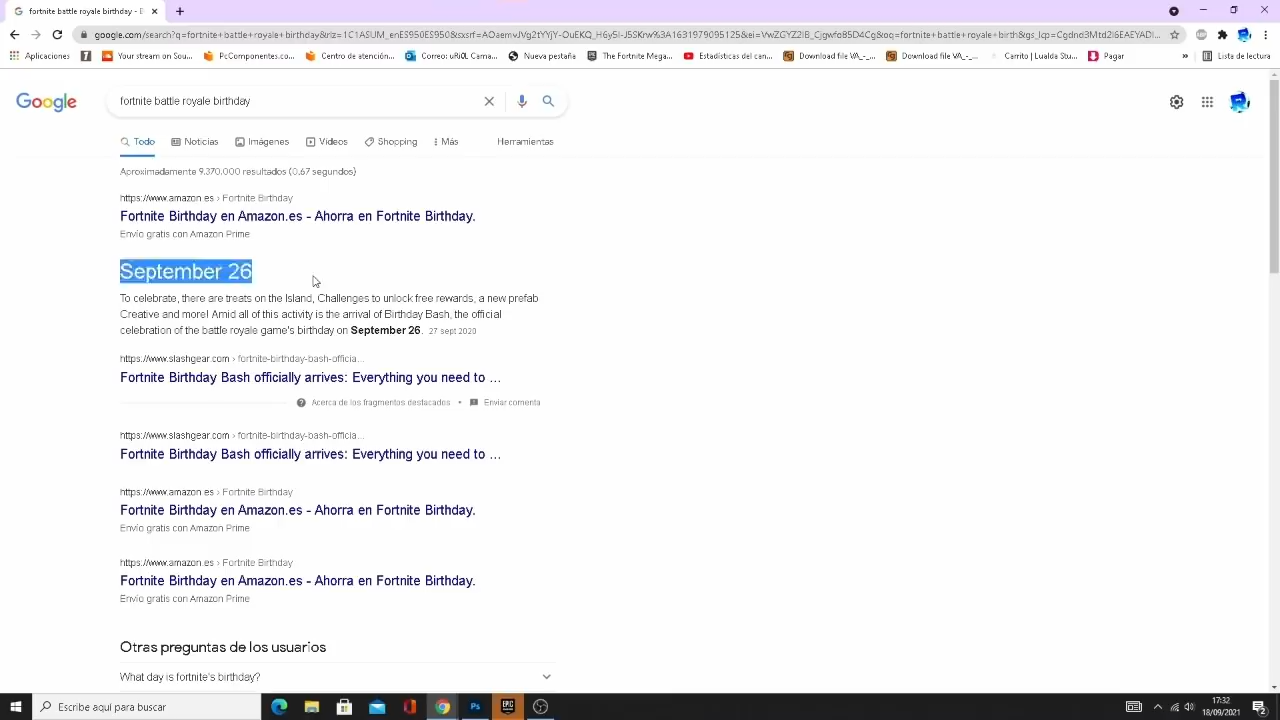 fortnite battle royale birthday - B
google.com/search?q=fortnite+battle+royale+birthday&rlz=
Aplicaciones
Your stream on Sou...
PcComponentes.com...
Centro de atención...
Correo: uRi0L Cama...
Nueva pestaña
The Fortnite Mega...
Estadísticas del can...
Download file VA_-_...
Download file VA_-_...
Carrito | Lualda Stu...
Pagar
»
Lista de lectura
Google
fortnite battle royale birthday
Todo
Noticias
Imágenes
Vídeos
Shopping
Más
Herramientas
Aproximadamente 9.370.000 resultados (0,67 segundos)
https://www.amazon.es › Fortnite Birthday
Fortnite Birthday en Amazon.es - Ahorra en Fortnite Birthday.
Envío gratis con Amazon Prime
September 26
To celebrate, there are treats on the Island, Challenges to unlock free rewards, a new prefab
Creative and more! Amid all of this activity is the arrival of Birthday Bash, the official
celebration of the battle royale game's birthday on September 26. 27 sept 2020
https://www.slashgear.com › fortnite-birthday-bash-officia...
Fortnite Birthday Bash officially arrives: Everything you need to ...
Acerca de los fragmentos destacados • Enviar comenta
https://www.slashgear.com › fortnite-birthday-bash-officia...
Fortnite Birthday Bash officially arrives: Everything you need to ...
https://www.amazon.es › Fortnite Birthday
Fortnite Birthday en Amazon.es - Ahorra en Fortnite Birthday.
Envío gratis con Amazon Prime
https://www.amazon.es › Fortnite Birthday
Fortnite Birthday en Amazon.es - Ahorra en Fortnite Birthday.
Envío gratis con Amazon Prime
Otras preguntas de los usuarios
What day is fortnite's birthday?
Escribe aquí para buscar
Ps
EPIC
17:32
18/09/2021
2